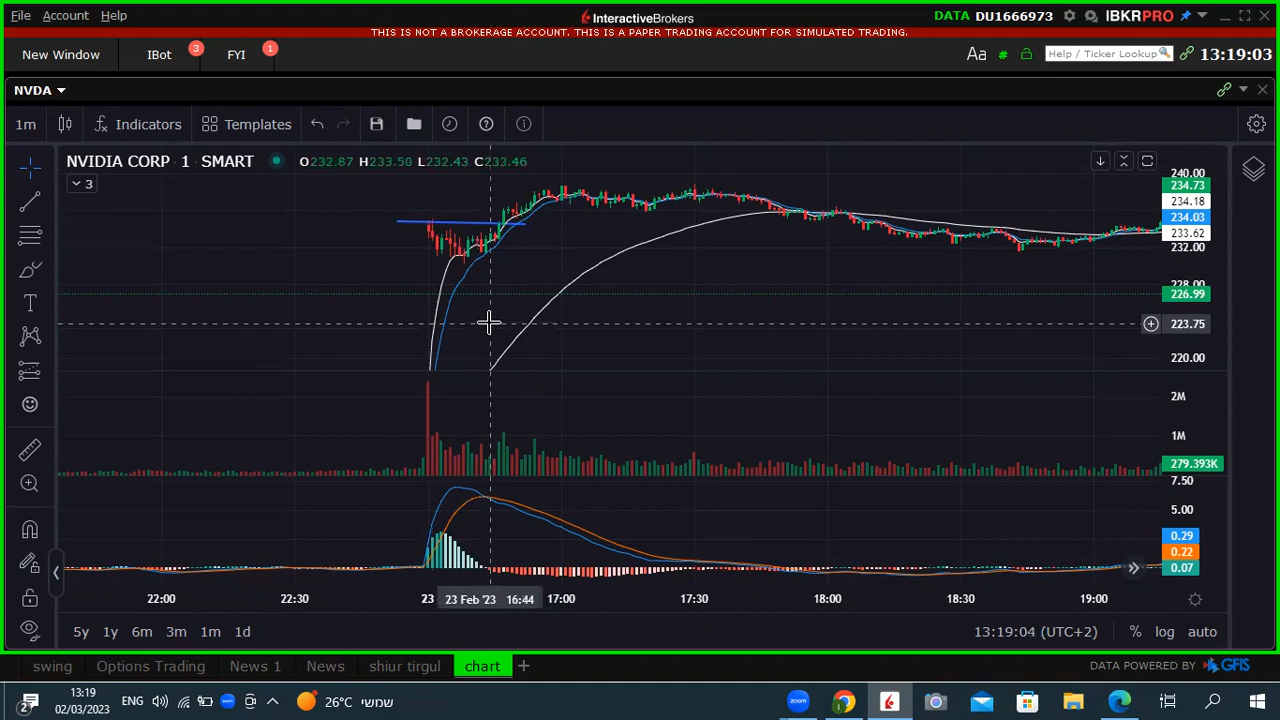 File Account Help
InteractiveBrokers
DATA DU1666973 IBKRPRO
THIS IS NOT A BROKERAGE ACCOUNT. THIS IS A PAPER TRADING ACCOUNT FOR SIMULATED TRADING.
New Window IBot 3 FYI 1
Aa # Help / Ticker Lookup 13:19:03
NVDA
1m Indicators Templates
NVIDIA CORP 1 SMART O232.87 H233.50 L232.43 C233.46
3
240.00
234.73
234.18
234.03
233.62
232.00
228.00
226.99
223.75
220.00
2M
1M
279.393K
7.50
5.00
0.29
0.22
0.07
22:00 22:30 23 23 Feb '23 16:44 17:00 17:30 18:00 18:30 19:00
5y 1y 6m 3m 1m 1d 13:19:04 (UTC+2) % log auto
swing Options Trading News 1 News shiur tirgul chart +
DATA POWERED BY GFIS
2 13:19
02/03/2023
ENG zoom 26°C שמשי zoom